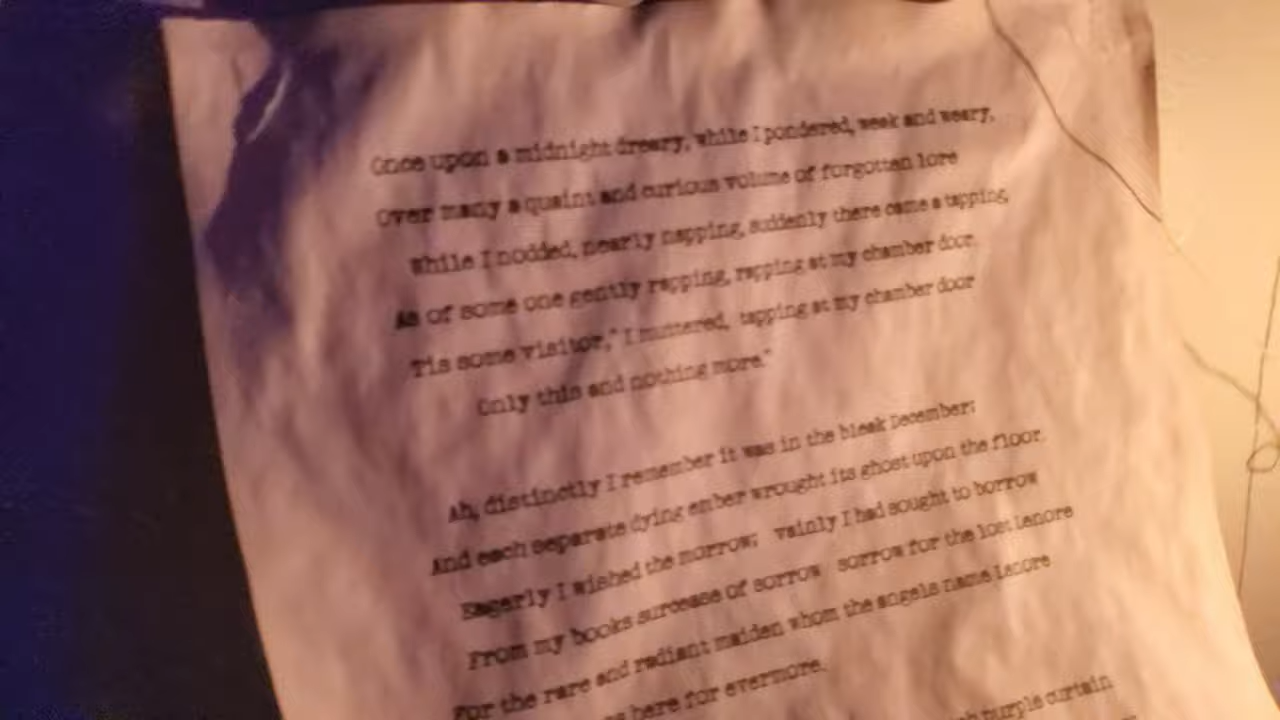 Once upon a midnight dreary, while I pondered, weak and weary,
Over many a quaint and curious volume of forgotten lore
While I nodded, nearly napping, suddenly there came a tapping,
As of some one gently rapping, rapping at my chamber door.
'Tis some visitor," I muttered, tapping at my chamber door
Only this and nothing more."
Ah, distinctly I remember it was in the bleak December;
And each separate dying ember wrought its ghost upon the floor.
Eagerly I wished the morrow; vainly I had sought to borrow
From my books surcease of sorrow sorrow for the lost Lenore
For the rare and radiant maiden whom the angels name Lenore
here for evermore.
purple curtain